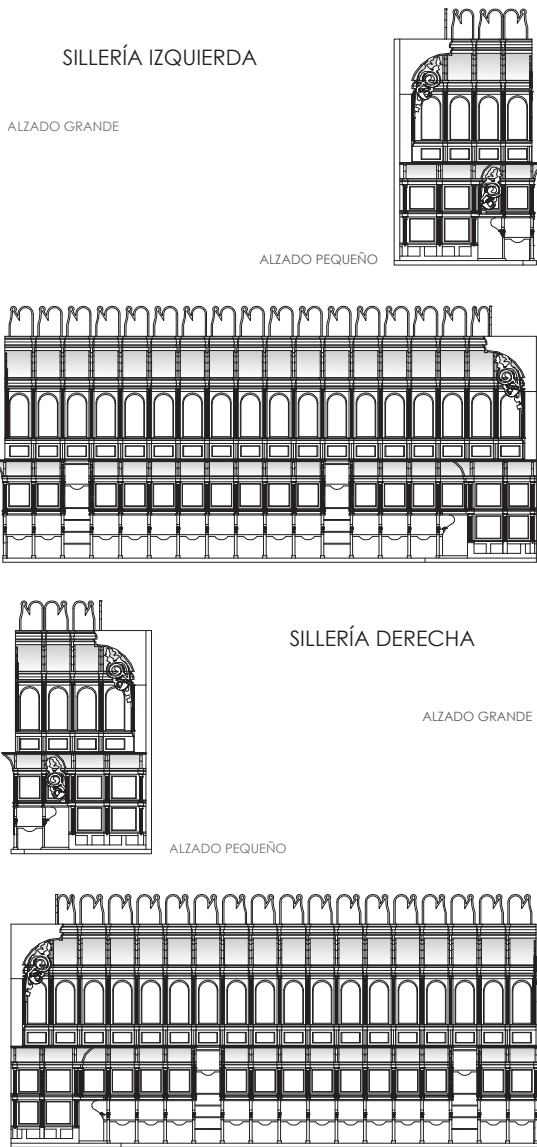 SILLERÍA IZQUIERDA
ALZADO GRANDE
ALZADO PEQUEÑO
SILLERÍA DERECHA
ALZADO GRANDE
ALZADO PEQUEÑO